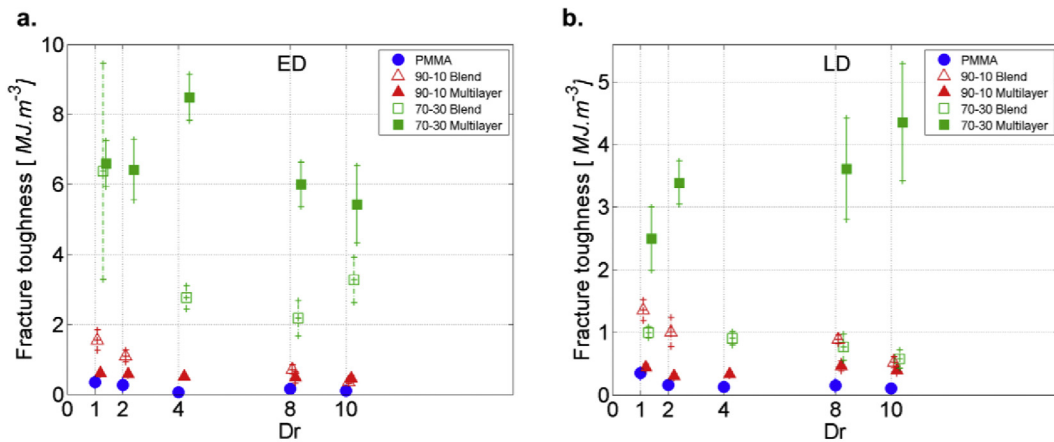 a.
ED
Fracture toughness [ MJ.m⁻³]
10
8
6
4
2
0
0 1 2 4 8 10
Dr
PMMA
90-10 Blend
90-10 Multilayer
70-30 Blend
70-30 Multilayer
b.
LD
Fracture toughness [ MJ.m⁻³]
5
4
3
2
1
0
0 1 2 4 8 10
Dr
PMMA
90-10 Blend
90-10 Multilayer
70-30 Blend
70-30 Multilayer